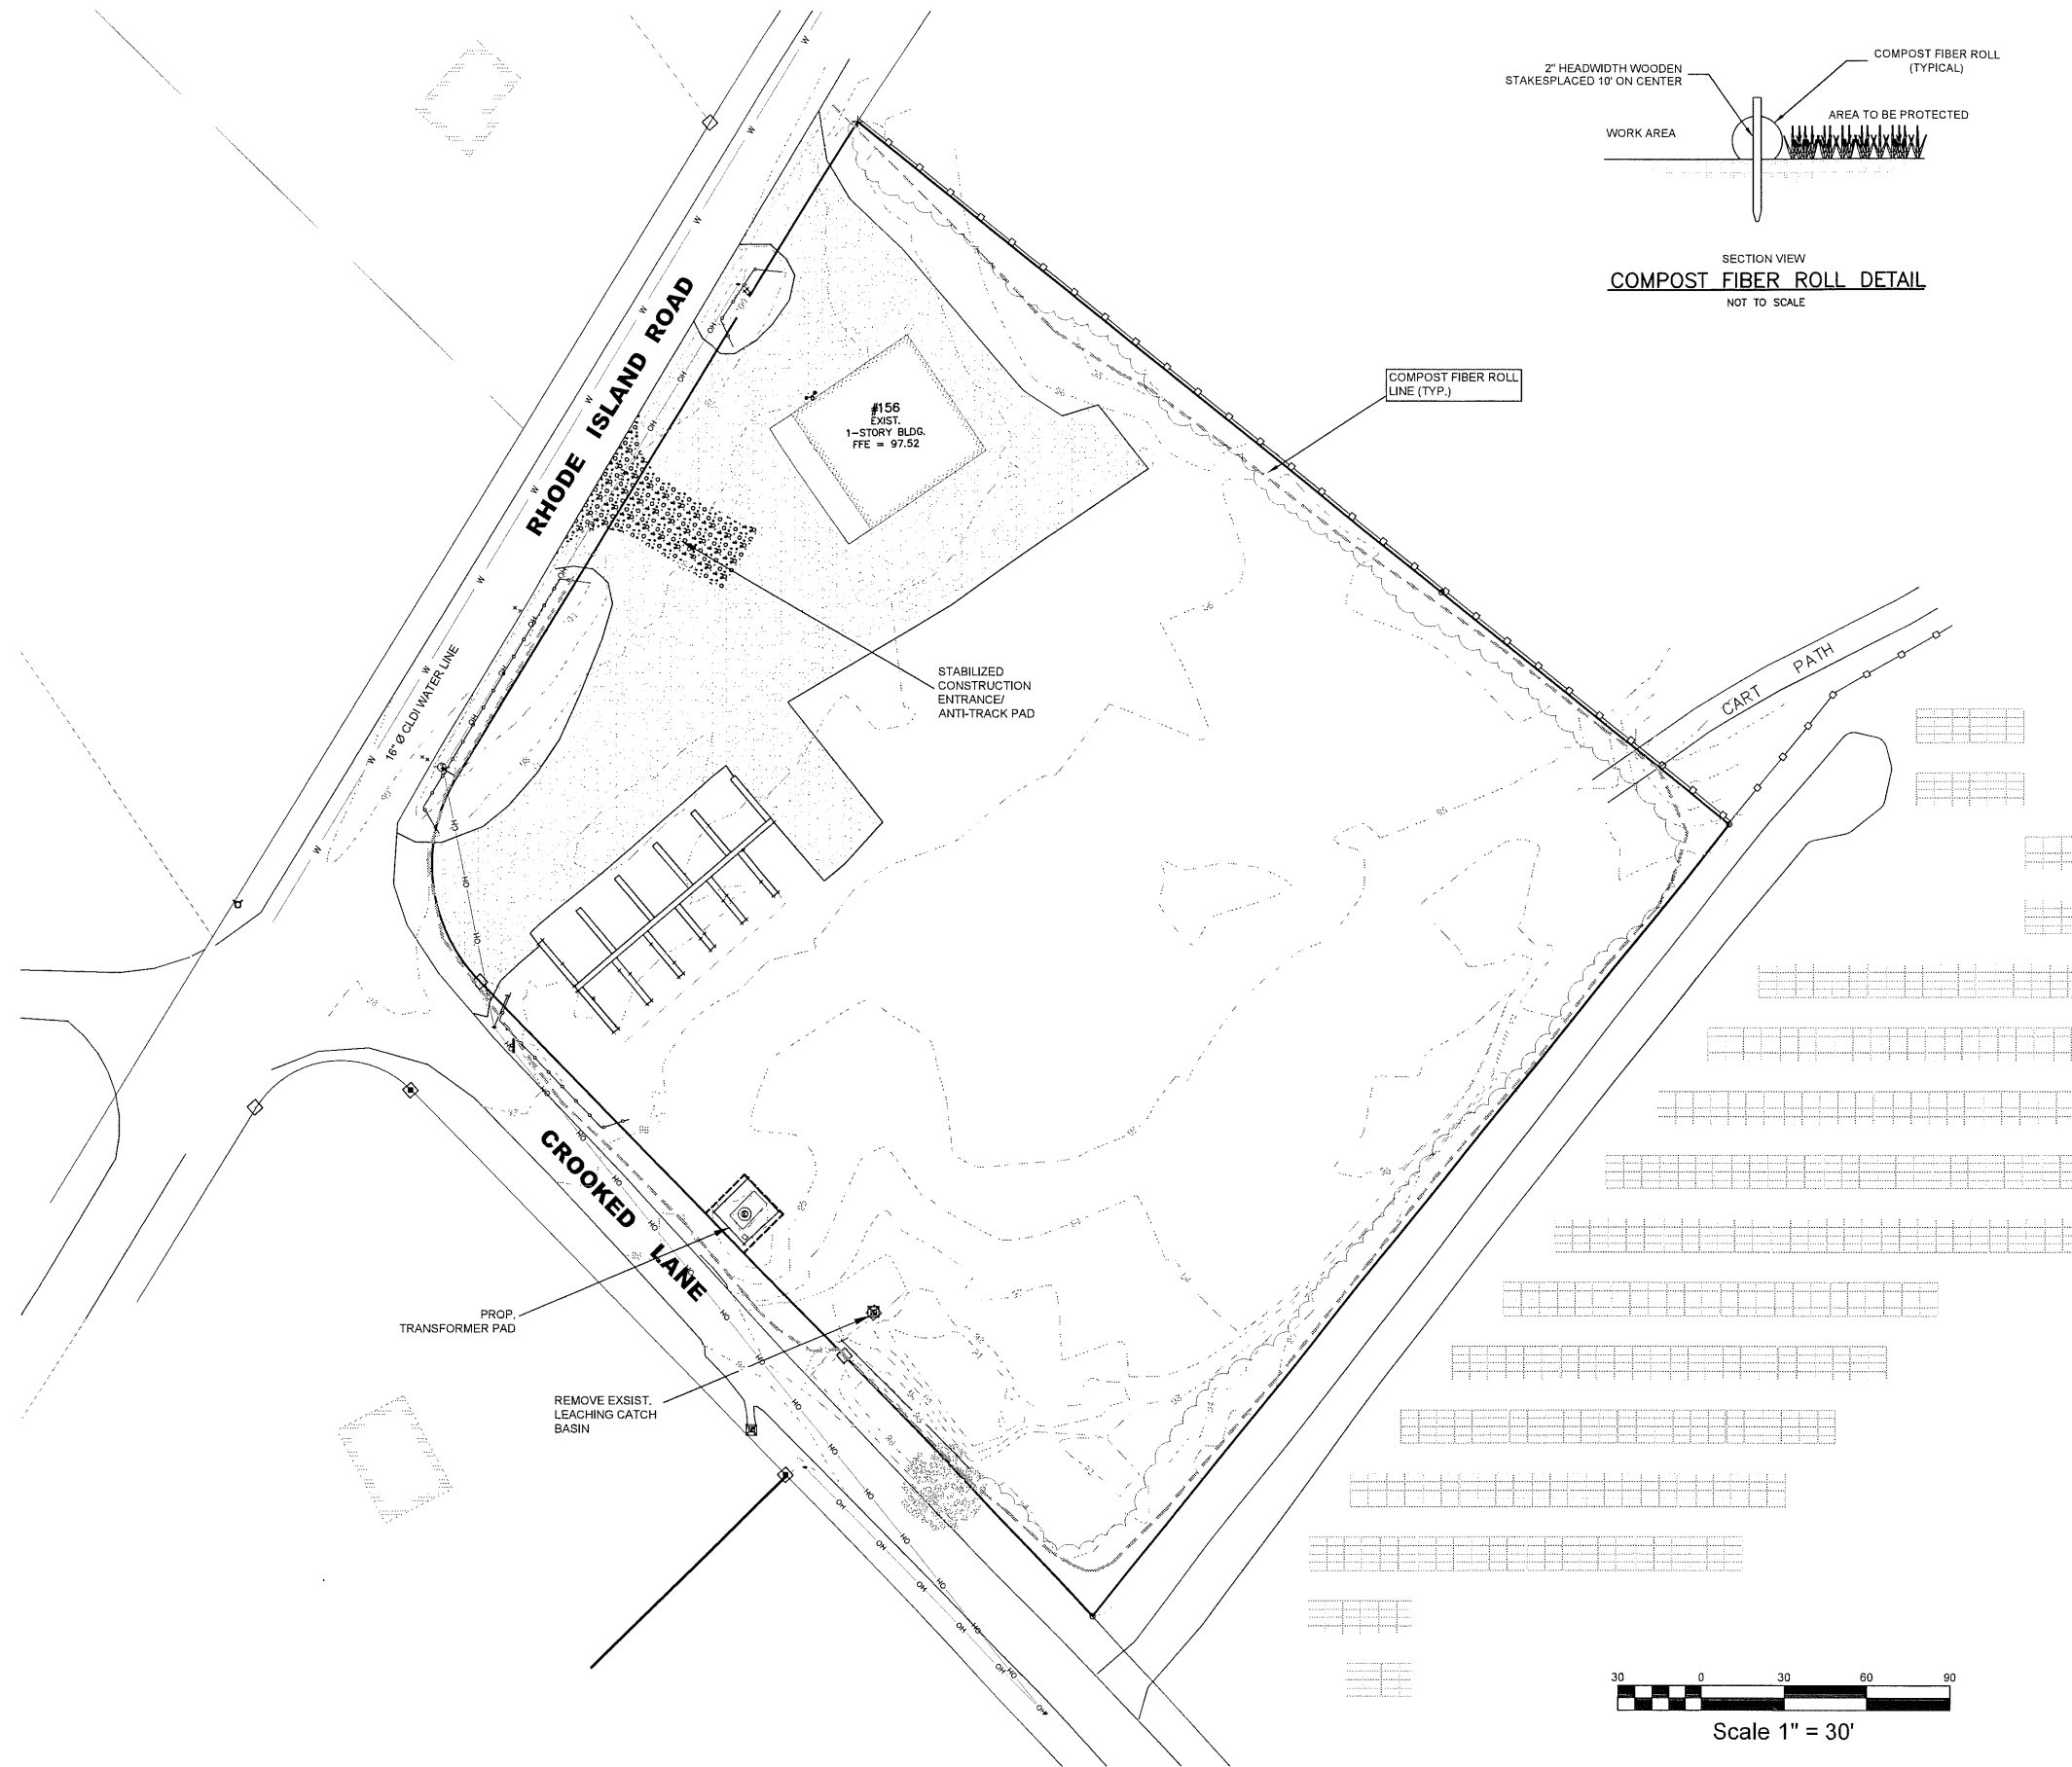 2" HEADWIDTH WOODEN
STAKESPLACED 10' ON CENTER
COMPOST FIBER ROLL
(TYPICAL)
WORK AREA
AREA TO BE PROTECTED
SECTION VIEW
COMPOST FIBER ROLL DETAIL
NOT TO SCALE
RHODE ISLAND ROAD
COMPOST FIBER ROLL
LINE (TYP.)
#156
EXIST.
1-STORY BLDG.
FFE = 97.52
16" Ø CLDI WATER LINE
STABILIZED
CONSTRUCTION
ENTRANCE/
ANTI-TRACK PAD
CART PATH
CROOKED LANE
PROP.
TRANSFORMER PAD
REMOVE EXSIST.
LEACHING CATCH
BASIN
30 0 30 60 90
Scale 1" = 30'